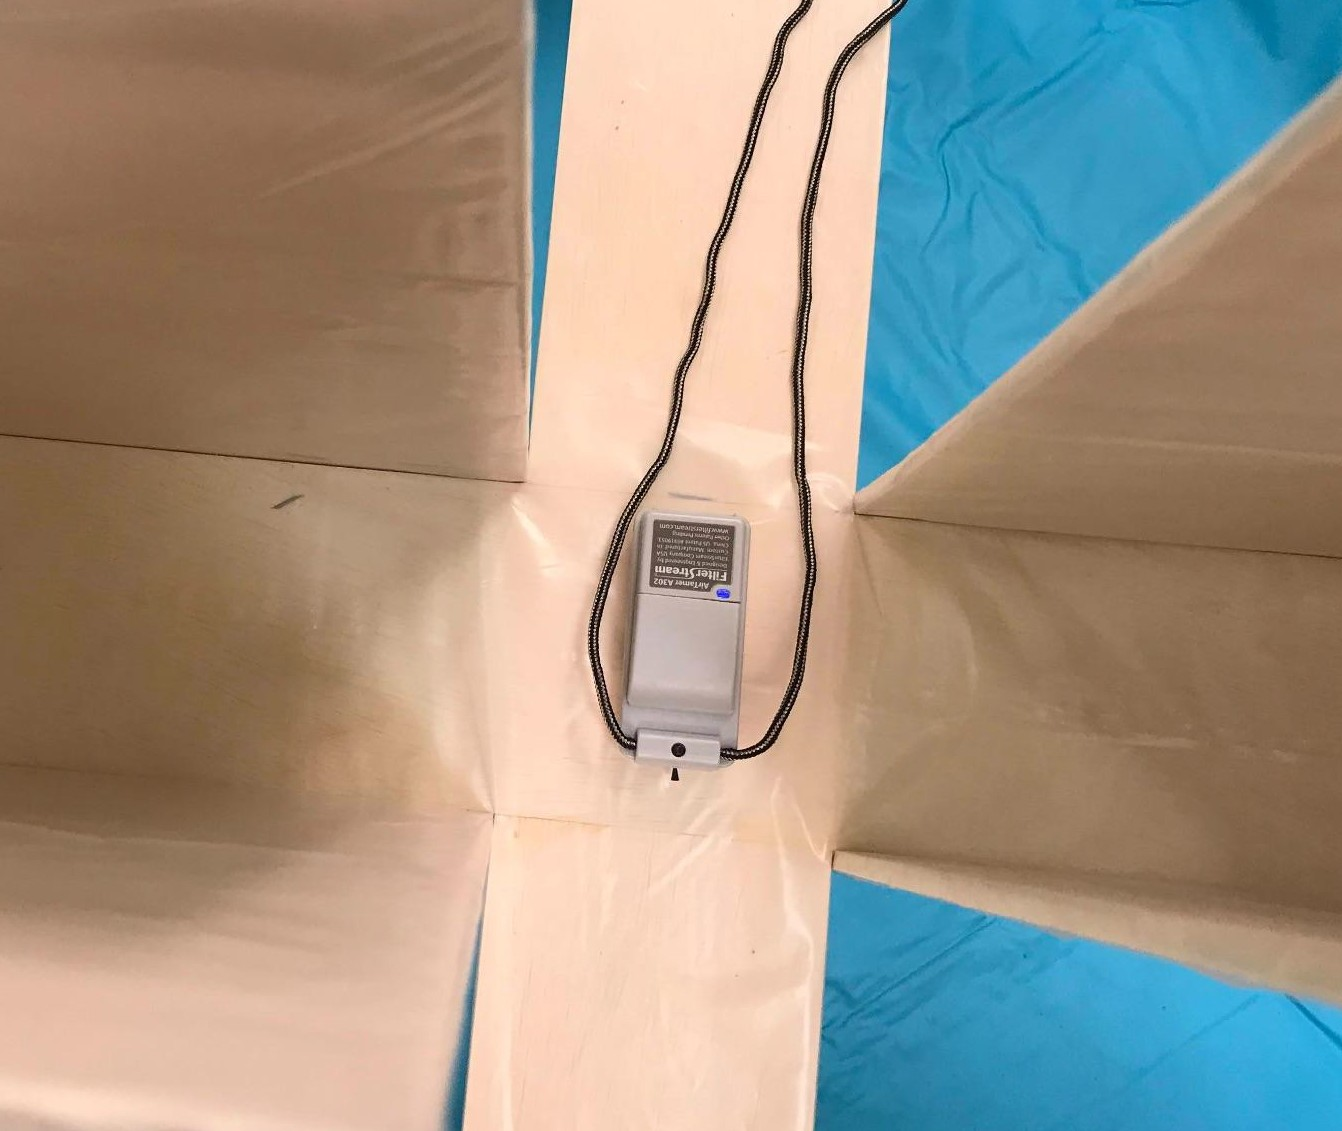 AirTamer A302
FilterStream
Designed & Engineered by
FilterStream Company USA
Custom Manufactured in
Other Patents Pending
www.filterstream.com